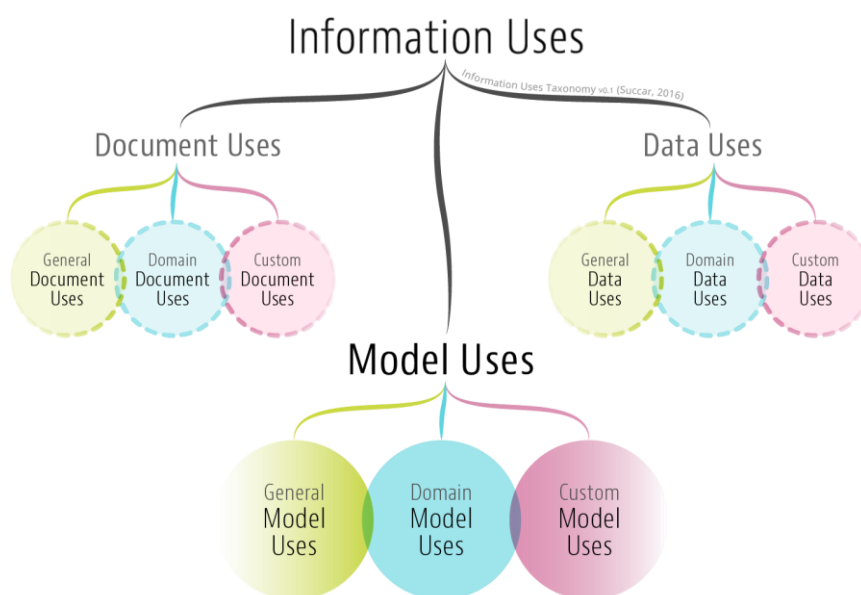 Information Uses
Information Uses Taxonomy v0.1 (Succar, 2016)
Document Uses
Data Uses
General
Document
Uses
Domain
Document
Uses
Custom
Document
Uses
General
Data
Uses
Domain
Data
Uses
Custom
Data
Uses
Model Uses
General
Model
Uses
Domain
Model
Uses
Custom
Model
Uses